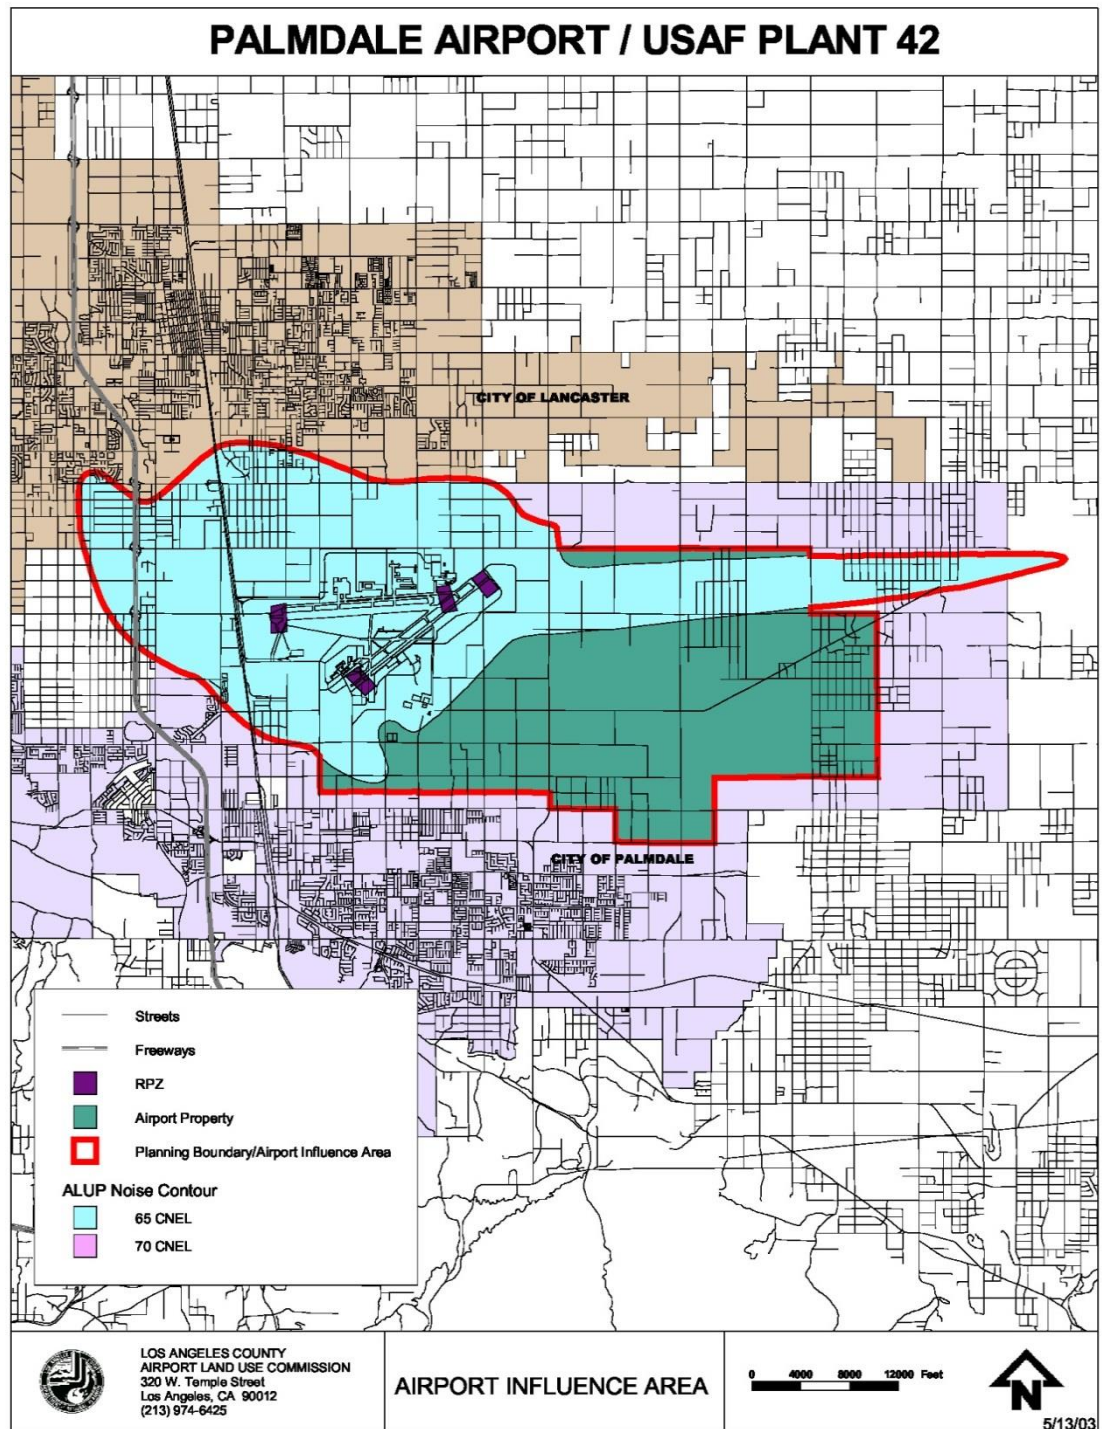 PALMDALE AIRPORT / USAF PLANT 42
CITY OF LANCASTER
CITY OF PALMDALE
Streets
Freeways
RPZ
Airport Property
Planning Boundary/Airport Influence Area
ALUP Noise Contour
65 CNEL
70 CNEL
LOS ANGELES COUNTY
AIRPORT LAND USE COMMISSION
320 W. Temple Street
Los Angeles, CA 90012
(213) 974-6425
AIRPORT INFLUENCE AREA
0 4000 8000 12000 Feet
N
5/13/03